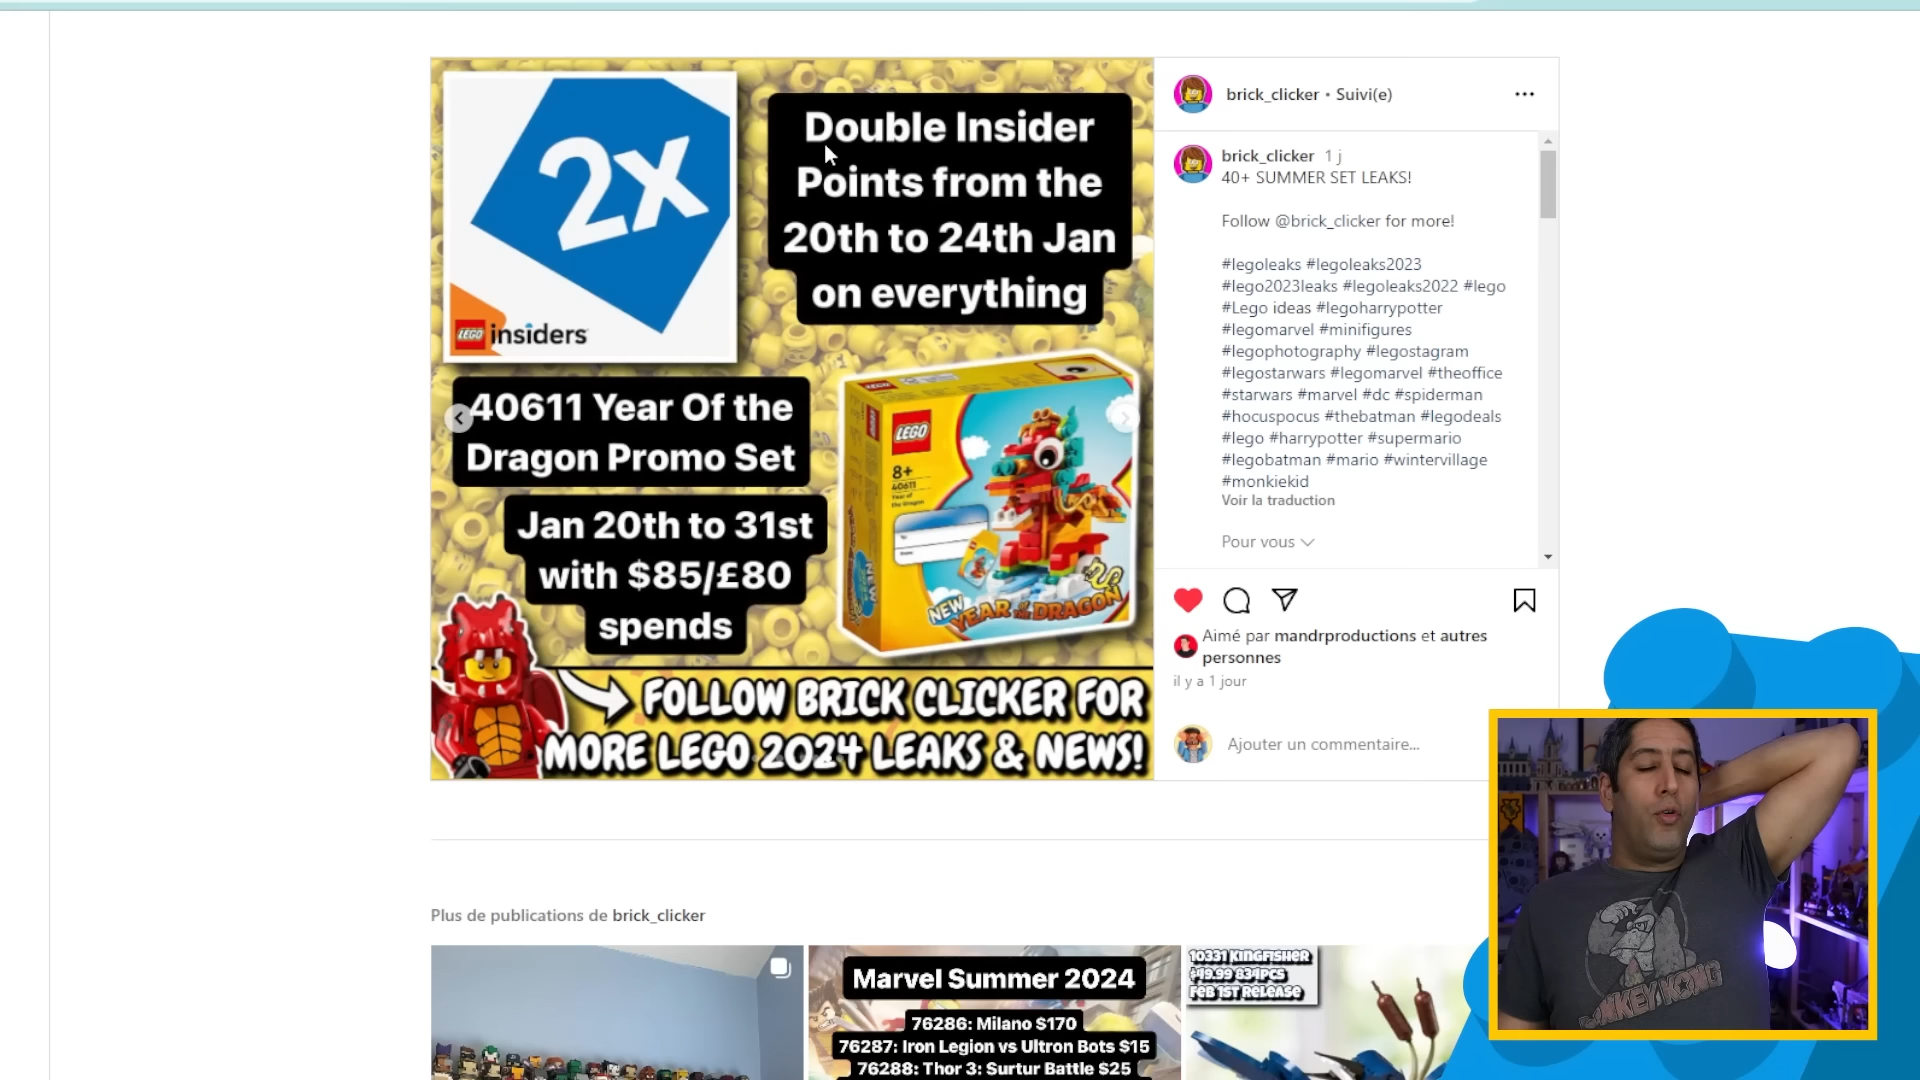 2x
LEGO insiders
Double Insider
Points from the
20th to 24th Jan
on everything
40611 Year Of the
Dragon Promo Set
Jan 20th to 31st
with $85/£80
spends
LEGO
8+
40611
Year of
the Dragon
NEW
YEAR OF THE DRAGON
NEW
FOLLOW BRICK CLICKER FOR
MORE LEGO 2024 LEAKS & NEWS!
brick_clicker • Suivi(e)
brick_clicker 1 j
40+ SUMMER SET LEAKS!
Follow @brick_clicker for more!
#legoleaks #legoleaks2023
#lego2023leaks #legoleaks2022 #lego
#Lego ideas #legoharrypotter
#legomarvel #minifigures
#legophotography #legostagram
#legostarwars #legomarvel #theoffice
#starwars #marvel #dc #spiderman
#hocuspocus #thebatman #legodeals
#lego #harrypotter #supermario
#legobatman #mario #wintervillage
#monkiekid
Voir la traduction
Pour vous
Aimé par mandrproductions et autres
personnes
il y a 1 jour
Ajouter un commentaire...
Plus de publications de brick_clicker
Marvel Summer 2024
76286: Milano $170
76287: Iron Legion vs Ultron Bots $15
76288: Thor 3: Surtur Battle $25
10331 KINGFISHER
$49.99 834PCS
FEB 1ST RELEASE
DONKEY KONG